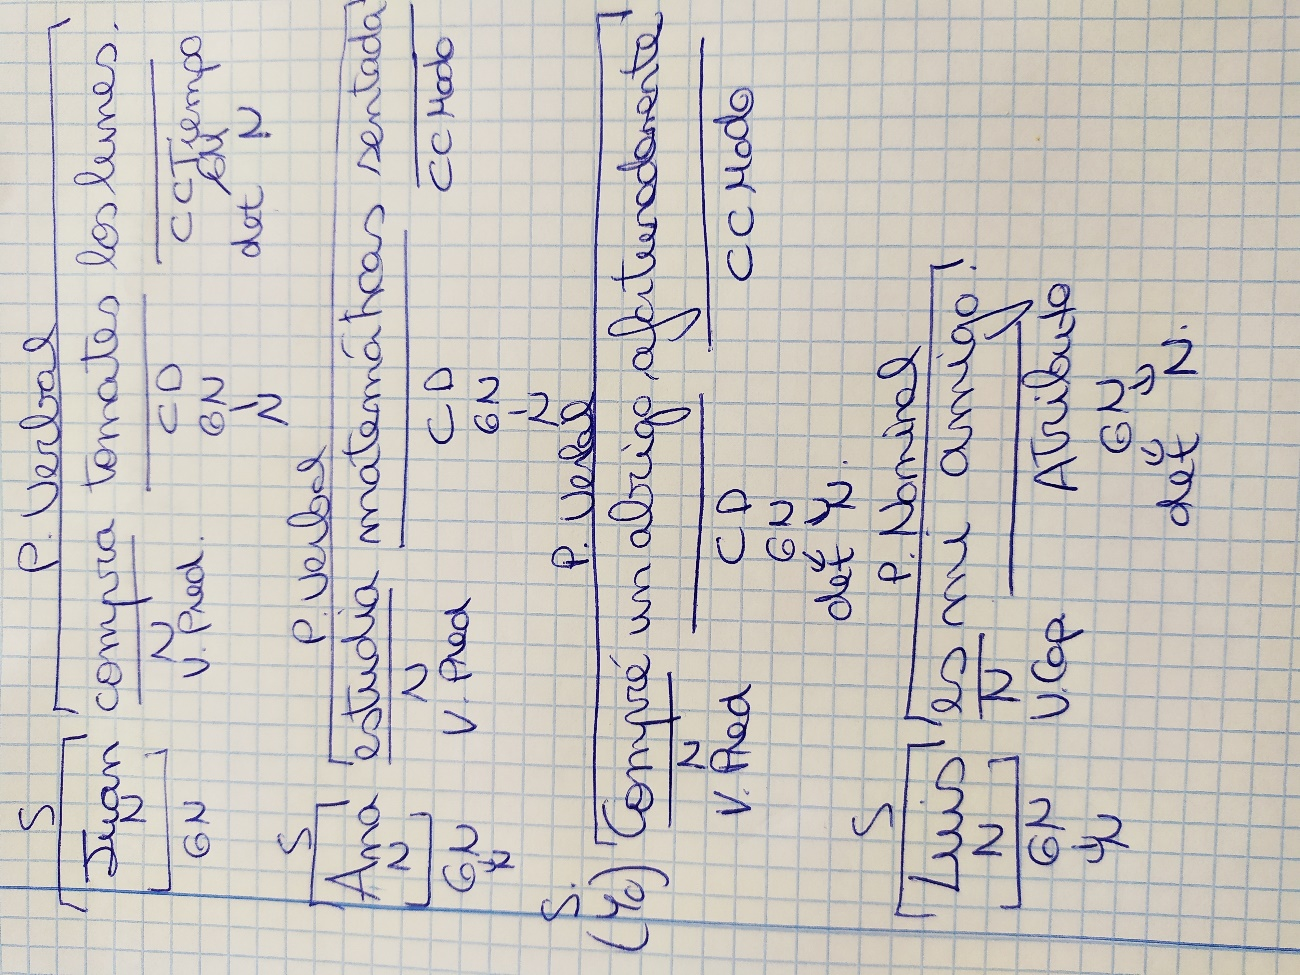 S P. Verbal
Juan compra tomates los lunes.
N N CD CCTiempo
GN V. Pred. GN GN
N det N
S P. Verbal
Ana estudia matemáticas sentada
N N CD CC Modo
GN V. Pred GN
N N
S. P. Verbal
(Yo) Compré un abrigo afortunadamente
N CD CC Modo
V. Pred GN
det N.
S P. Nominal
Luis es mi amigo.
N N Atributo
GN V. Cop GN
N det N.